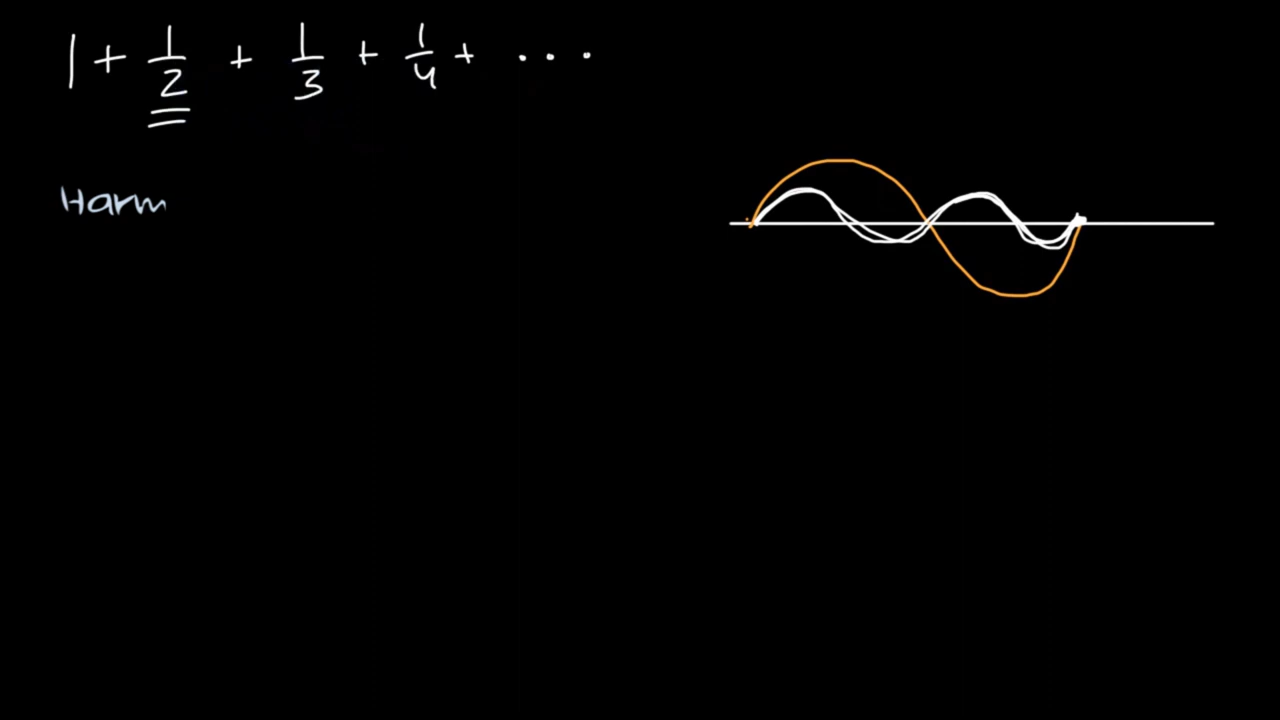 1 + 1/2 + 1/3 + 1/4 + ...
Harm